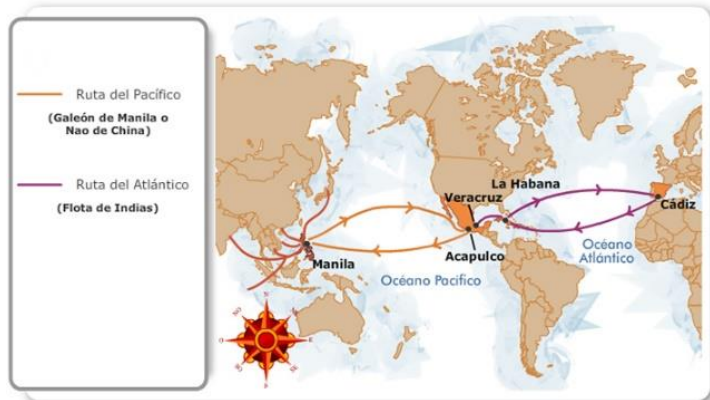 Ruta del Pacífico
(Galeón de Manila o
Nao de China)
Ruta del Atlántico
(Flota de Indias)
La Habana
Veracruz
Cádiz
Manila
Acapulco
Océano
Atlántico
Océano Pacifico